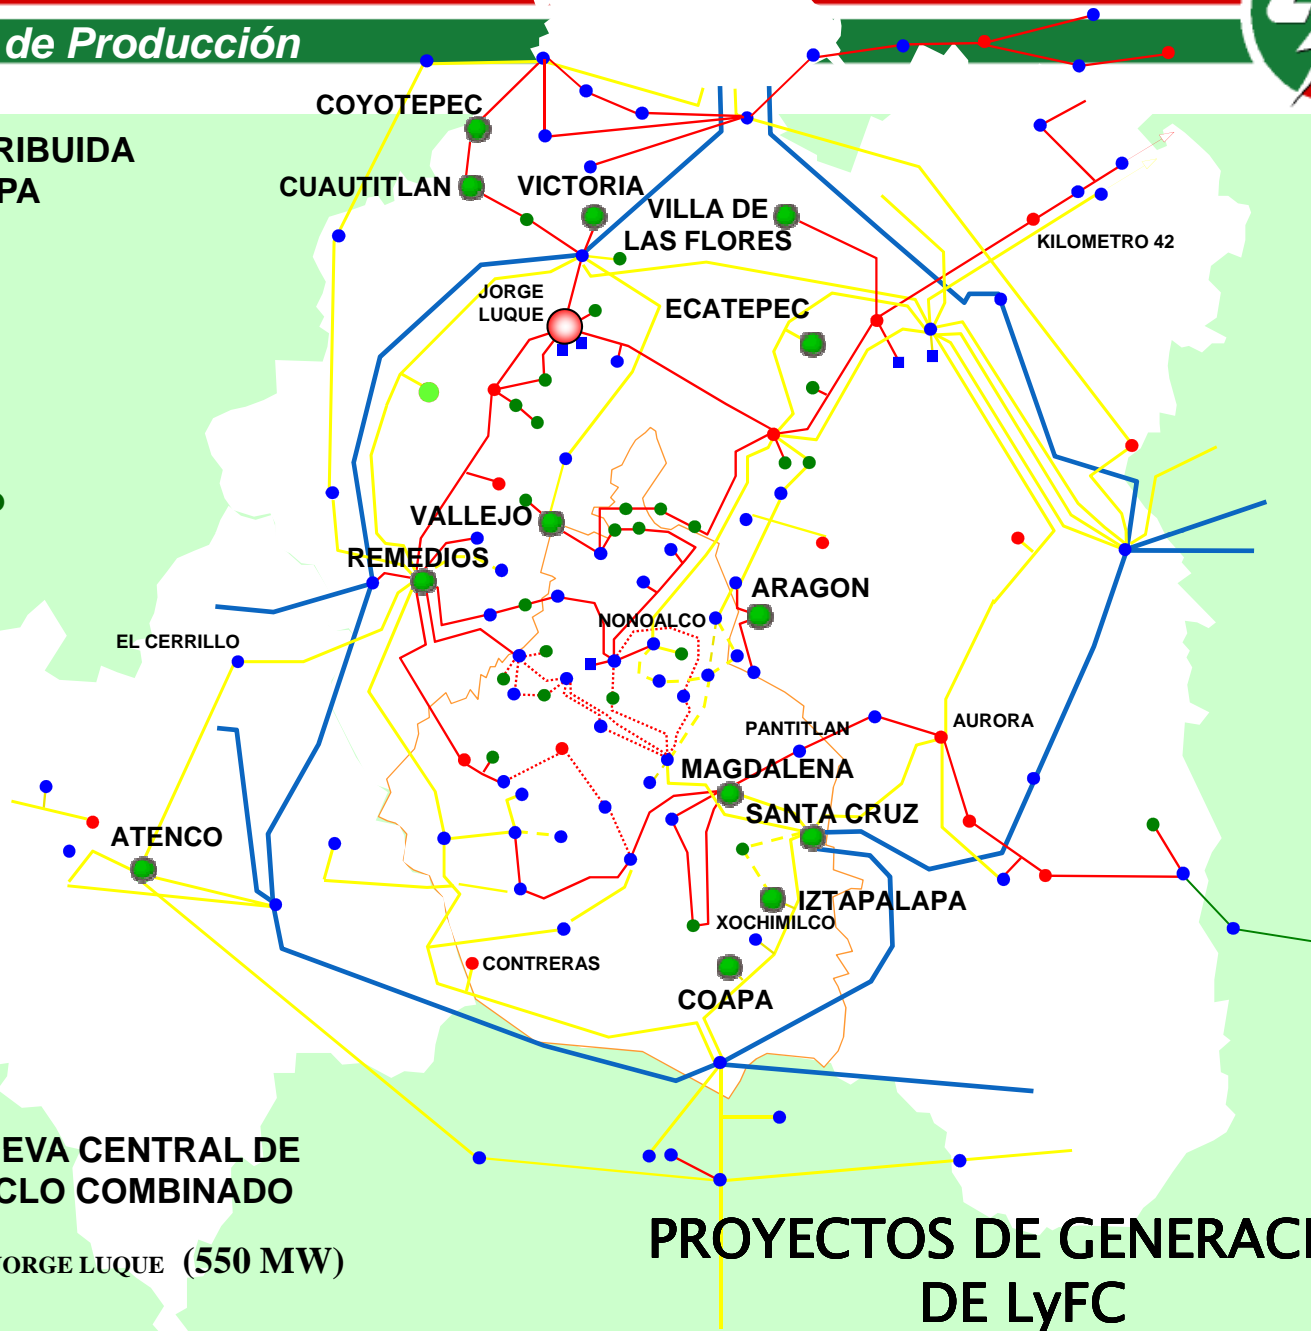 de Producción
COYOTEPEC
RIBUIDA
PA
CUAUTITLAN
VICTORIA
VILLA DE
LAS FLORES
KILOMETRO 42
JORGE
LUQUE
ECATEPEC
VALLEJO
REMEDIOS
ARAGON
NONOALCO
EL CERRILLO
PANTITLAN
AURORA
MAGDALENA
SANTA CRUZ
ATENCO
IZTAPALAPA
XOCHIMILCO
CONTRERAS
COAPA
EVA CENTRAL DE
CLO COMBINADO
JORGE LUQUE (550 MW)
PROYECTOS DE GENERACI
DE LyFC